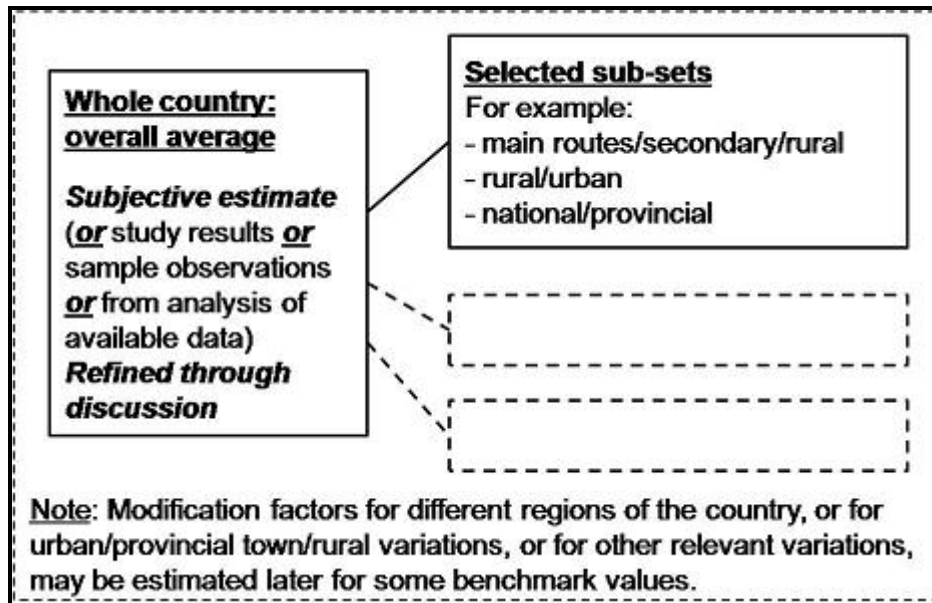 Whole country:
overall average
Subjective estimate
(or study results or
sample observations
or from analysis of
available data)
Refined through
discussion
Selected sub-sets
For example:
- main routes/secondary/rural
- rural/urban
- national/provincial
Note: Modification factors for different regions of the country, or for
urban/provincial town/rural variations, or for other relevant variations,
may be estimated later for some benchmark values.